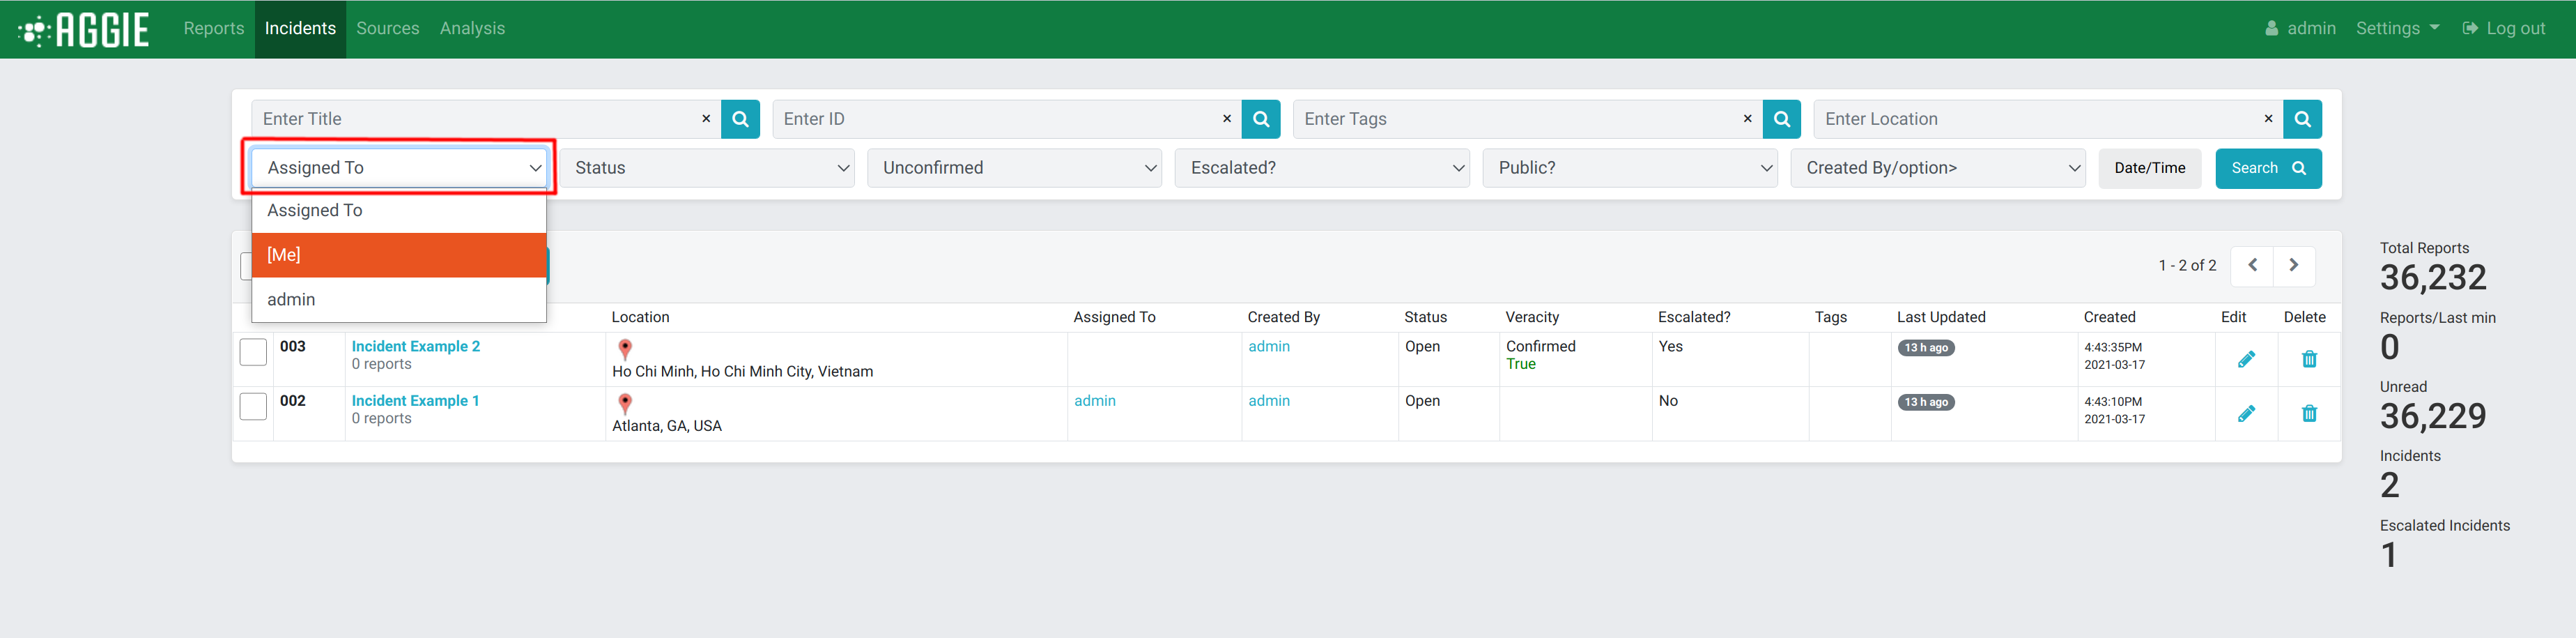 AGGIE Reports Incidents Sources Analysis admin Settings Log out
Enter Title × Enter ID × Enter Tags × Enter Location ×
Assigned To Status Unconfirmed Escalated? Public? Created By/option> Date/Time Search
Assigned To
[Me]
admin
1 - 2 of 2
Location Assigned To Created By Status Veracity Escalated? Tags Last Updated Created Edit Delete
003 Incident Example 2 admin Open Confirmed Yes 13 h ago 4:43:35PM
0 reports Ho Chi Minh, Ho Chi Minh City, Vietnam True 2021-03-17
002 Incident Example 1 admin admin Open No 13 h ago 4:43:10PM
0 reports Atlanta, GA, USA 2021-03-17
Total Reports
36,232
Reports/Last min
0
Unread
36,229
Incidents
2
Escalated Incidents
1